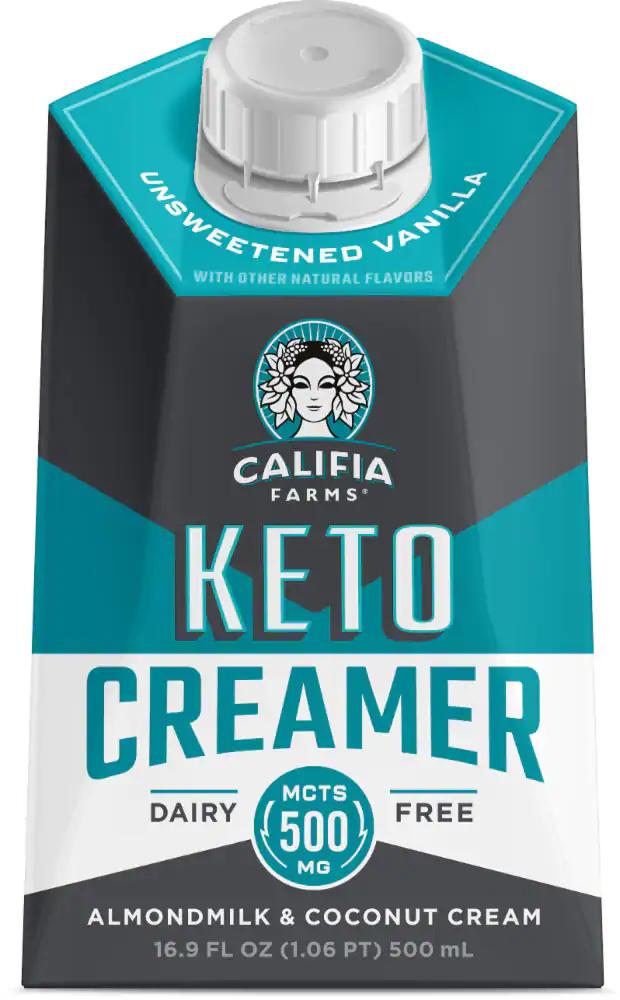 UNSWEETENED VANILLA
WITH OTHER NATURAL FLAVORS
CALIFIA
FARMS®
KETO
CREAMER
DAIRY FREE
MCTS
500
MG
ALMONDMILK & COCONUT CREAM
16.9 FL OZ (1.06 PT) 500 mL